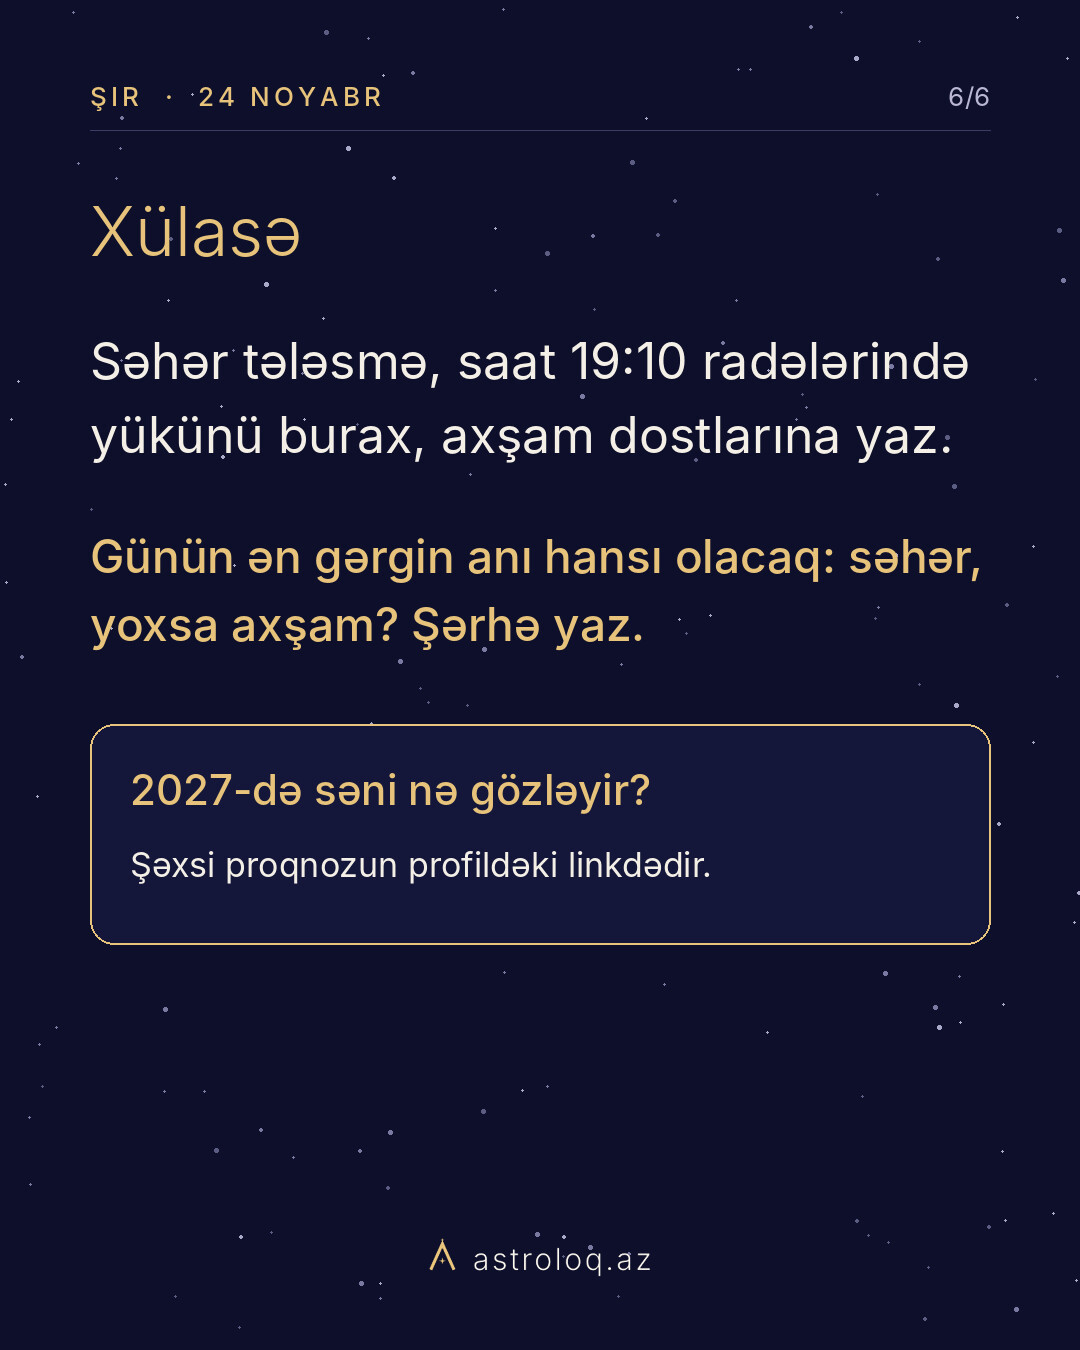 ŞIR · 24 NOYABR
6/6
Xülasə
Səhər tələsmə, saat 19:10 radələrində
yükünü burax, axşam dostlarına yaz.
Günün ən gərgin anı hansı olacaq: səhər,
yoxsa axşam? Şərhə yaz.
2027-də səni nə gözləyir?
Şəxsi proqnozun profildəki linkdədir.
astroloq.az